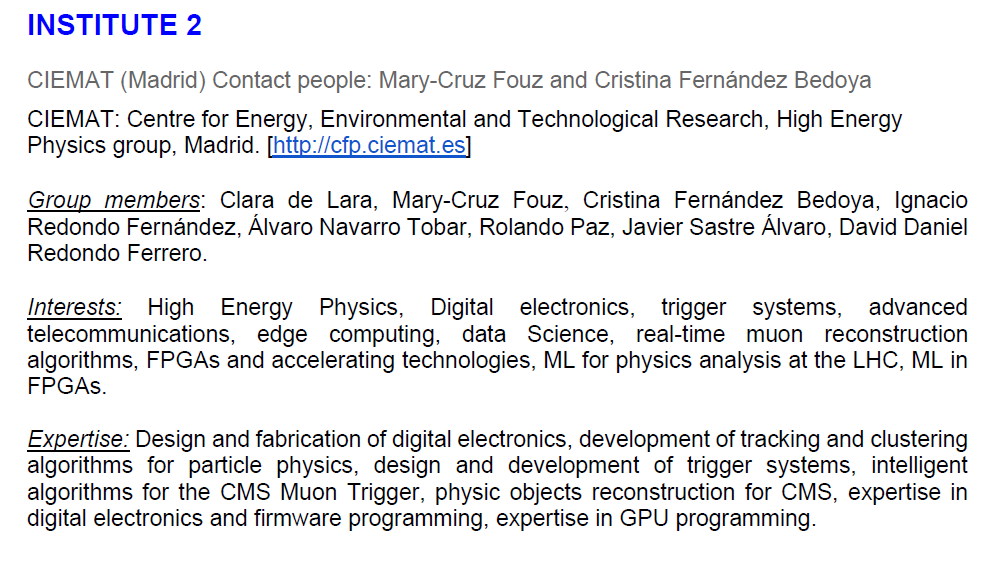 INSTITUTE 2
CIEMAT (Madrid) Contact people: Mary-Cruz Fouz and Cristina Fernández Bedoya
CIEMAT: Centre for Energy, Environmental and Technological Research, High Energy
Physics group, Madrid. [http://cfp.ciemat.es]
Group members: Clara de Lara, Mary-Cruz Fouz, Cristina Fernández Bedoya, Ignacio
Redondo Fernández, Álvaro Navarro Tobar, Rolando Paz, Javier Sastre Álvaro, David Daniel
Redondo Ferrero.
Interests: High Energy Physics, Digital electronics, trigger systems, advanced
telecommunications, edge computing, data Science, real-time muon reconstruction
algorithms, FPGAs and accelerating technologies, ML for physics analysis at the LHC, ML in
FPGAs.
Expertise: Design and fabrication of digital electronics, development of tracking and clustering
algorithms for particle physics, design and development of trigger systems, intelligent
algorithms for the CMS Muon Trigger, physic objects reconstruction for CMS, expertise in
digital electronics and firmware programming, expertise in GPU programming.